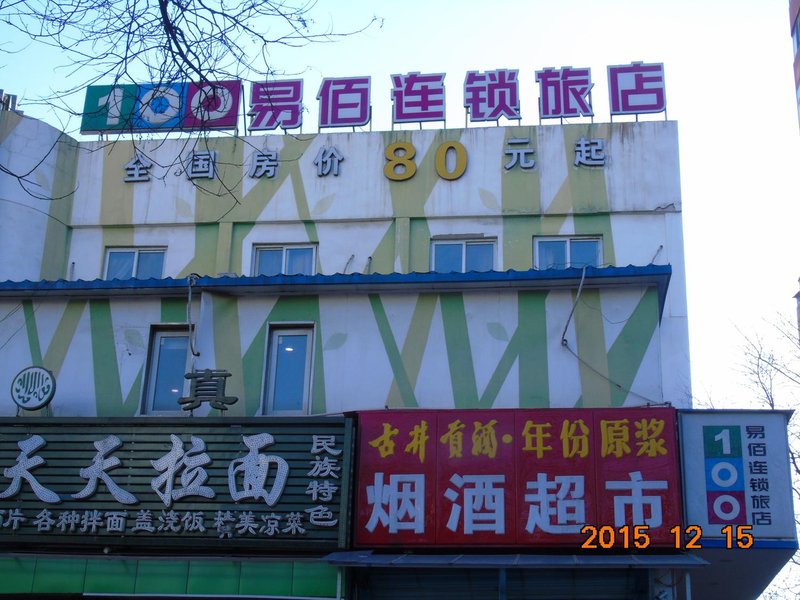 100 易佰连锁旅店
全国房价80元起
真
天天拉面
民族特色
片 各种拌面 盖浇饭 精美凉菜
古井贡酒·年份原浆
烟酒超市
100
易佰连锁旅店
2015 12 15